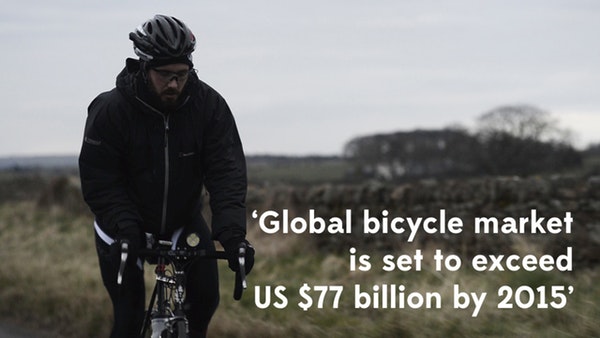 ‘Global bicycle market
is set to exceed
US $77 billion by 2015’